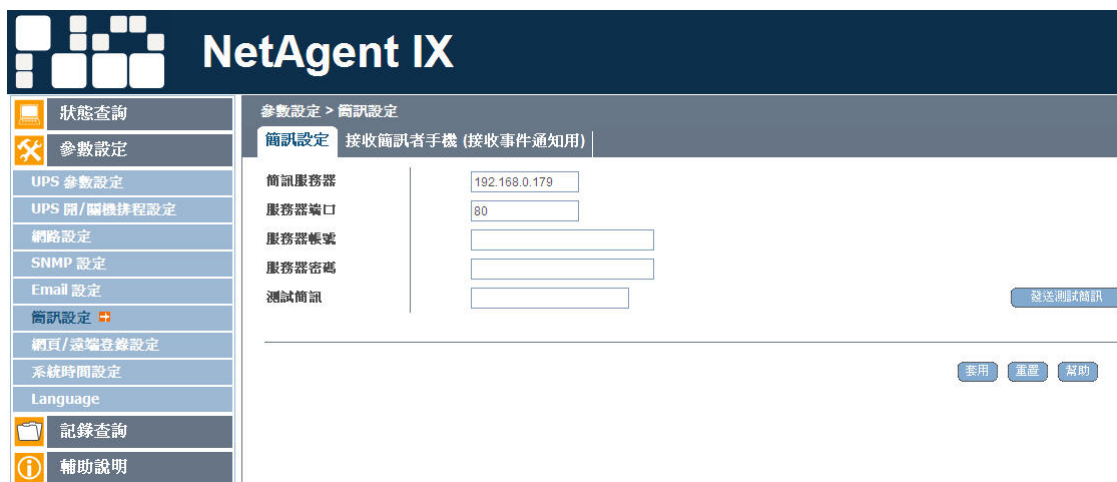 NetAgent IX
狀態查詢
參數設定
UPS 參數設定
UPS 開/關機排程設定
網路設定
SNMP 設定
Email 設定
簡訊設定
網頁/遠端登錄設定
系統時間設定
Language
記錄查詢
輔助說明
參數設定 > 簡訊設定
簡訊設定 接收簡訊者手機 (接收事件通知用)
簡訊服務器 192.168.0.179
服務器端口 80
服務器帳號
服務器密碼
測試簡訊 發送測試簡訊
套用 重置 幫助